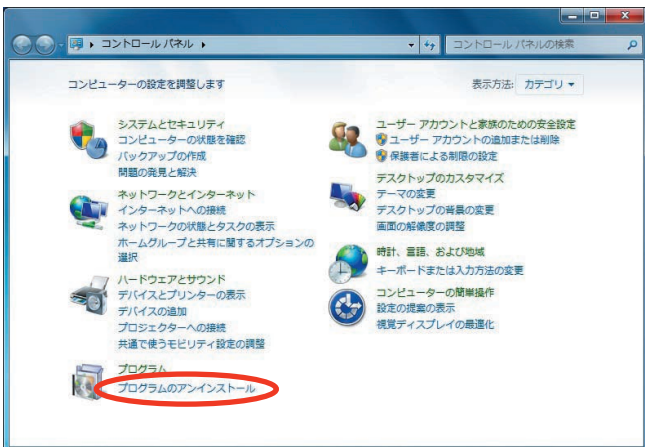 コントロール パネル
コントロール パネルの検索
コンピューターの設定を調整します
表示方法: カテゴリ
システムとセキュリティ
コンピューターの状態を確認
バックアップの作成
問題の発見と解決
ネットワークとインターネット
インターネットへの接続
ネットワークの状態とタスクの表示
ホームグループと共有に関するオプションの
選択
ハードウェアとサウンド
デバイスとプリンターの表示
デバイスの追加
プロジェクターへの接続
共通で使うモビリティ設定の調整
プログラム
プログラムのアンインストール
ユーザー アカウントと家族のための安全設定
ユーザー アカウントの追加または削除
保護者による制限の設定
デスクトップのカスタマイズ
テーマの変更
デスクトップの背景の変更
画面の解像度の調整
時計、言語、および地域
キーボードまたは入力方法の変更
コンピューターの簡単操作
設定の提案の表示
視覚ディスプレイの最適化